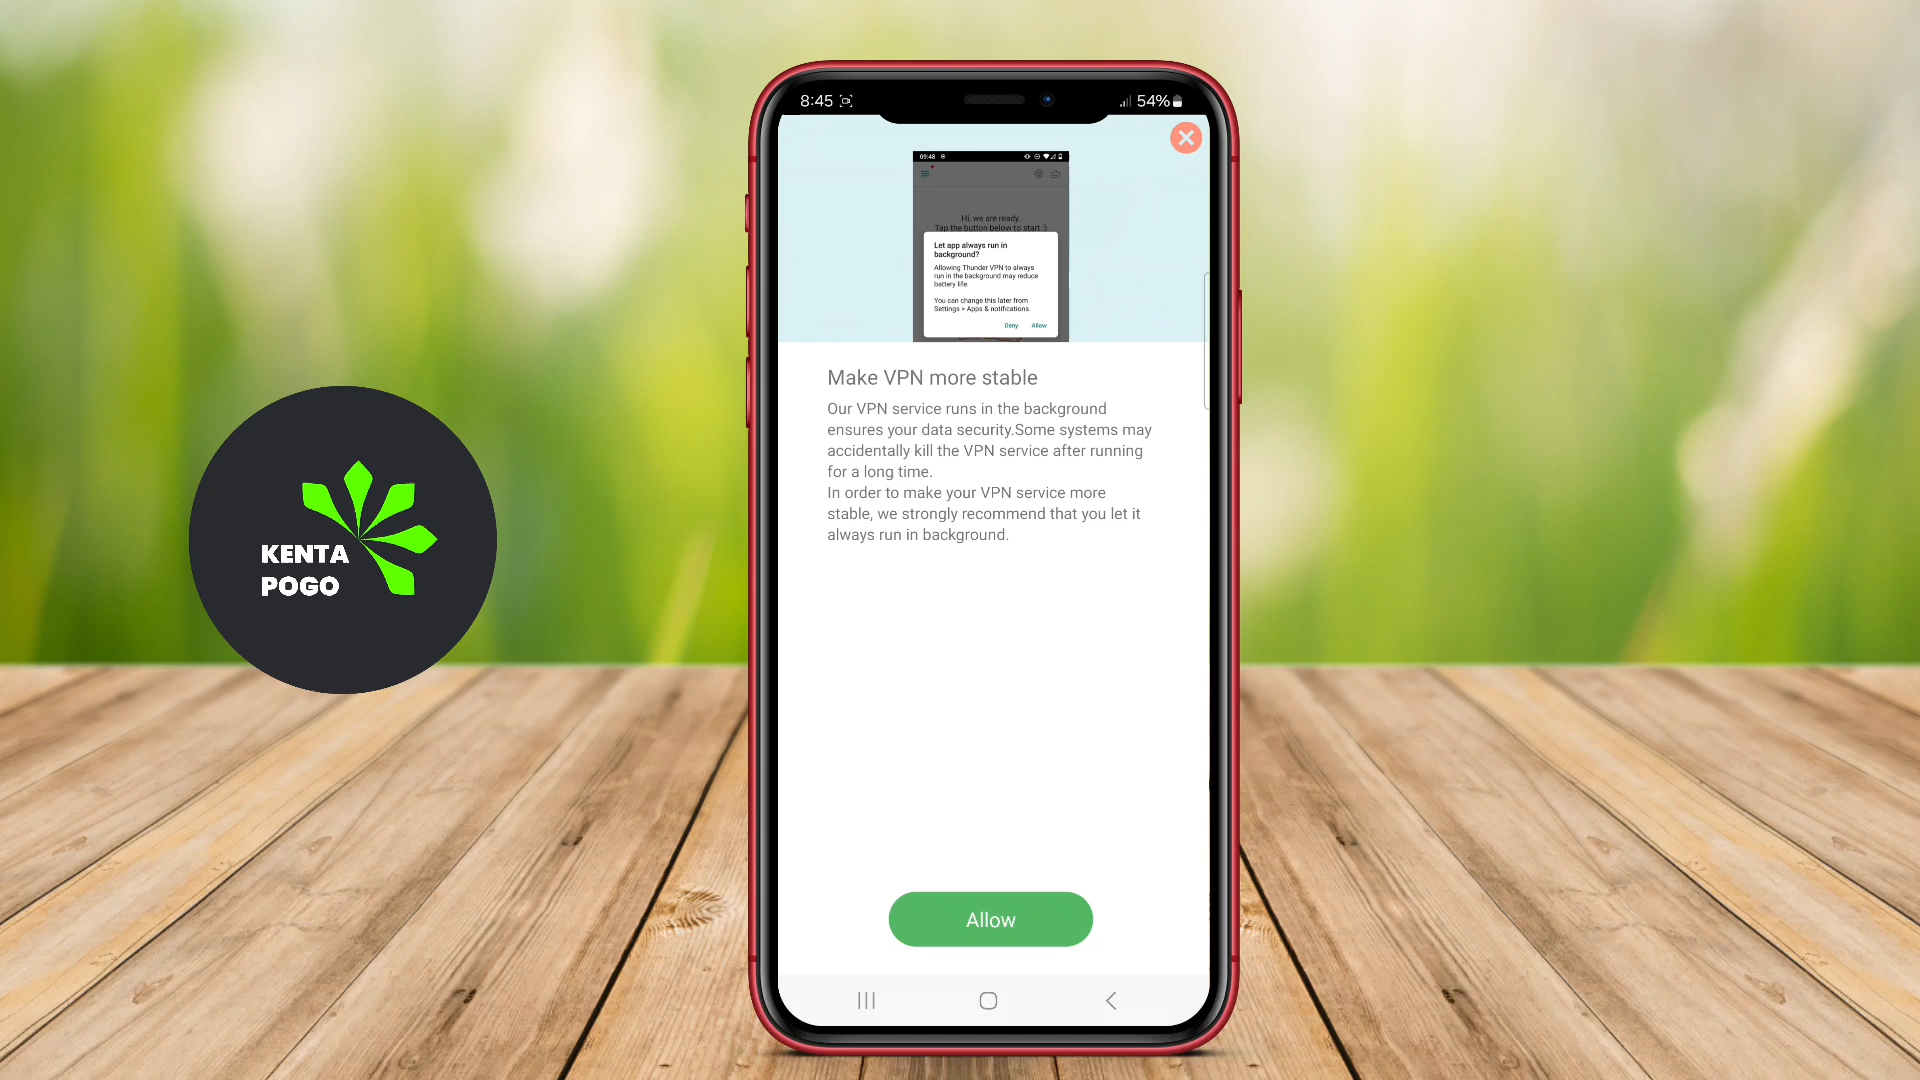 KENTA
POGO
8:45
54%
09:48
Hi, we are ready.
Tap the button below to start :)
Let app always run in
background?
Allowing Thunder VPN to always
run in the background may reduce
battery life.
You can change this later from
Settings > Apps & notifications.
Deny Allow
Make VPN more stable
Our VPN service runs in the background
ensures your data security.Some systems may
accidentally kill the VPN service after running
for a long time.
In order to make your VPN service more
stable, we strongly recommend that you let it
always run in background.
Allow